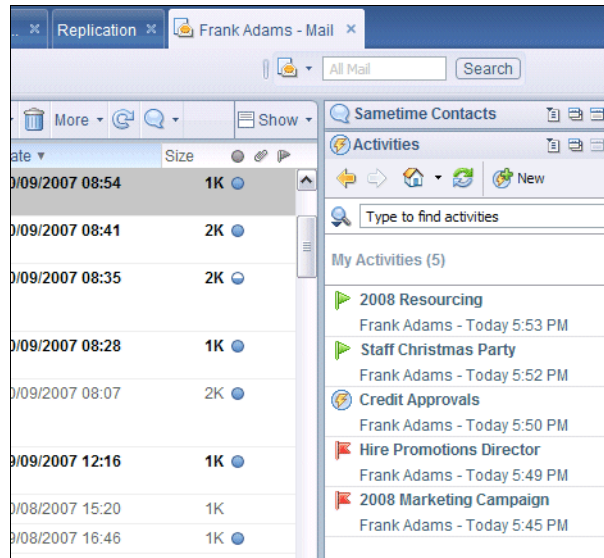 .. Replication Frank Adams - Mail
All Mail Search
More Show
ate Size
0/09/2007 08:54 1K
0/09/2007 08:41 2K
0/09/2007 08:35 2K
0/09/2007 08:28 1K
0/09/2007 08:07 2K
9/09/2007 12:16 1K
0/08/2007 15:20 1K
9/08/2007 16:46 1K
Sametime Contacts
Activities
New
Type to find activities
My Activities (5)
2008 Resourcing
Frank Adams - Today 5:53 PM
Staff Christmas Party
Frank Adams - Today 5:52 PM
Credit Approvals
Frank Adams - Today 5:50 PM
Hire Promotions Director
Frank Adams - Today 5:49 PM
2008 Marketing Campaign
Frank Adams - Today 5:45 PM